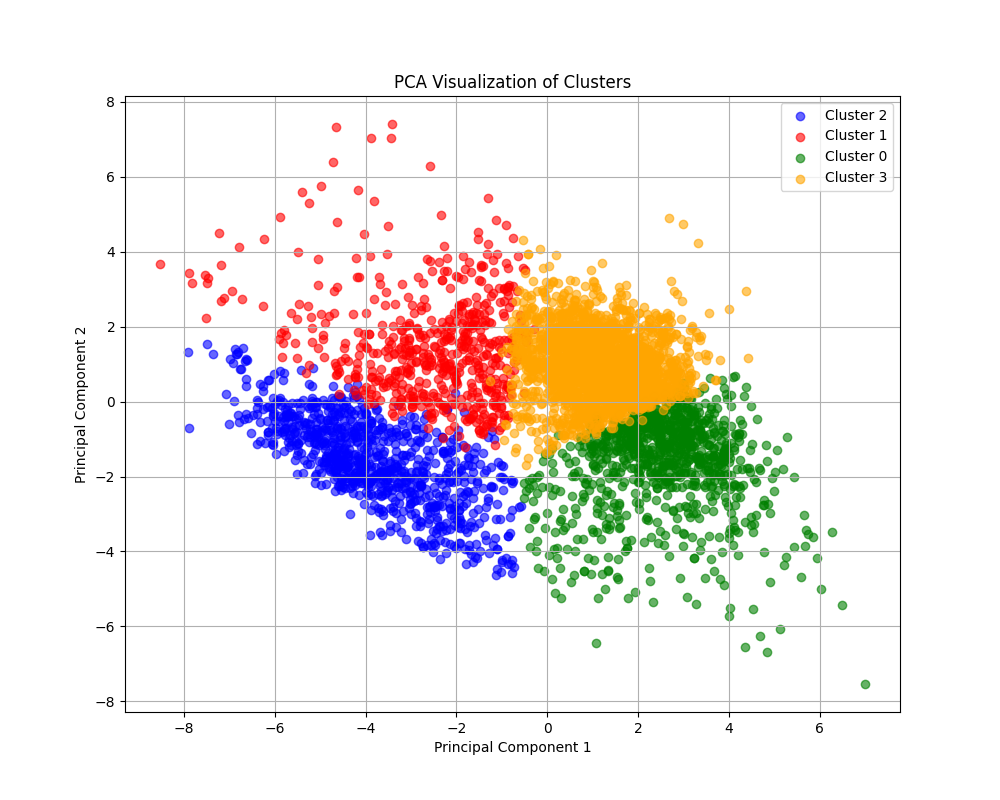 PCA Visualization of Clusters
Cluster 2
Cluster 1
Cluster 0
Cluster 3
8
6
4
2
0
−2
−4
−6
−8
Principal Component 2
−8
−6
−4
−2
0
2
4
6
Principal Component 1